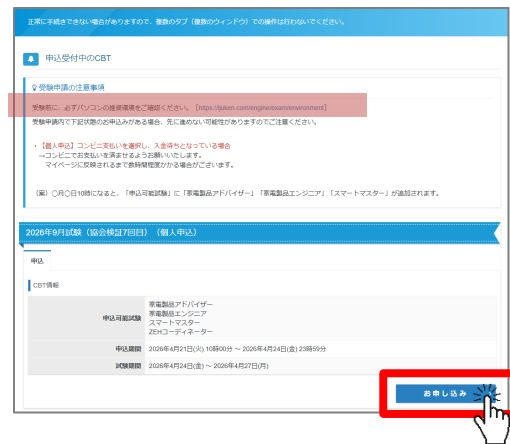 正常に手続きできない場合がありますので、複数のタブ（複数のウィンドウ）での操作は行わないでください。
申込受付中のCBT
受験申請の注意事項
受験前に、必ずパソコンの推奨環境をご確認ください。［https://juken.com/engine/exam/environment］
受験申請内で下記状態のお申込みがある場合、先に進めない可能性がありますのでご注意ください。
・【個人申込】コンビニ支払いを選択し、入金待ちとなっている場合
→コンビニでお支払いを済ませるようお願いいたします。
マイページに反映されるまで数時間程度かかる場合がございます。
（案）〇月〇日10時になると、「申込可能試験」に「家電製品アドバイザー」「家電製品エンジニア」「スマートマスター」が追加されます。
2026年9月試験（協会検証7回目）（個人申込）
申込
CBT情報
申込可能試験
家電製品アドバイザー
家電製品エンジニア
スマートマスター
ZEHコーディネーター
申込期間 2026年4月21日(火) 10時00分 ～ 2026年4月24日(金) 23時59分
試験期間 2026年4月24日(金) ～ 2026年4月27日(月)
お申し込み